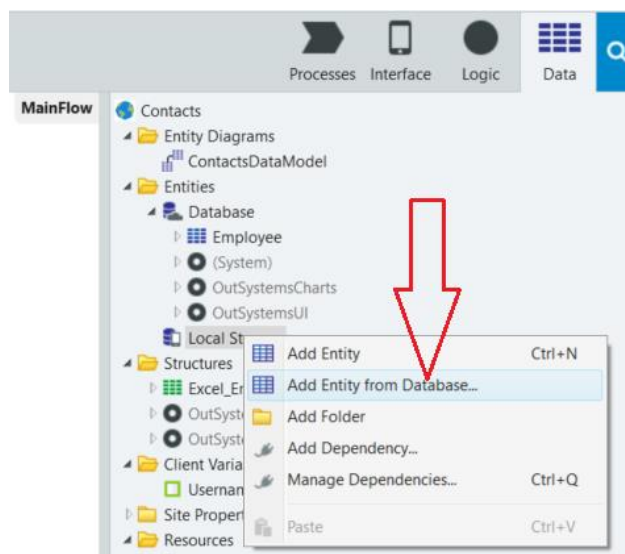 Processes Interface Logic Data
MainFlow
Contacts
Entity Diagrams
ContactsDataModel
Entities
Database
Employee
(System)
OutSystemsCharts
OutSystemsUI
Local St
Structures
Excel_E
OutSyst
OutSyst
Client Varia
Usernar
Site Propert
Resources
Add Entity Ctrl+N
Add Entity from Database...
Add Folder
Add Dependency...
Manage Dependencies... Ctrl+Q
Paste Ctrl+V